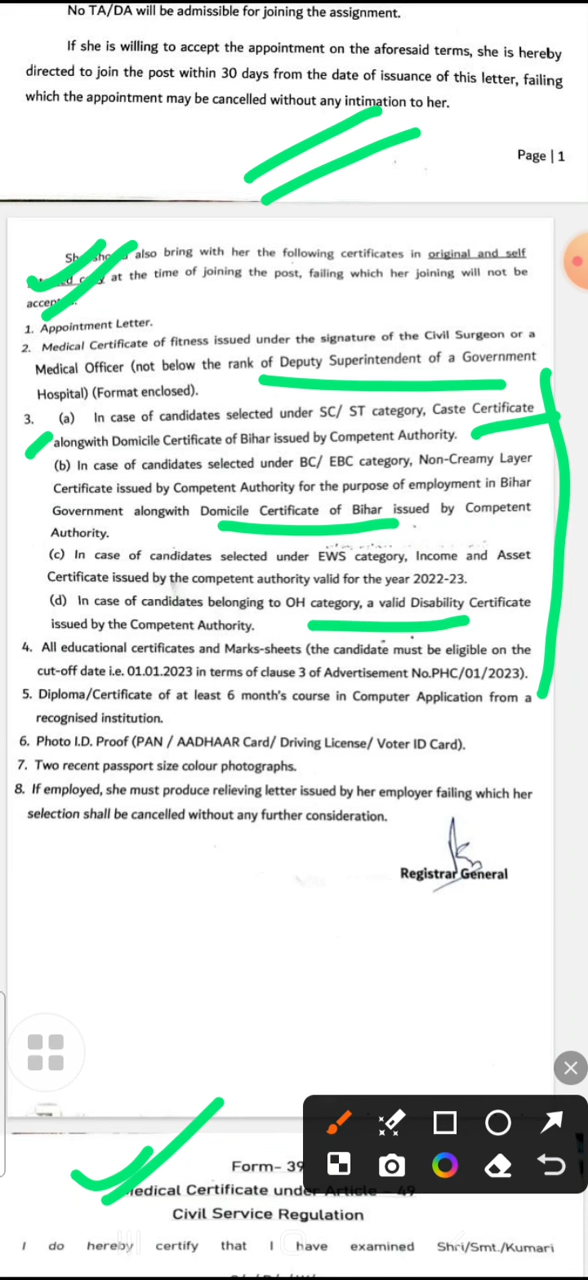 No TA/DA will be admissible for joining the assignment.
If she is willing to accept the appointment on the aforesaid terms, she is hereby
directed to join the post within 30 days from the date of issuance of this letter, failing
which the appointment may be cancelled without any intimation to her.
Page | 1
also bring with her the following certificates in original and self
at the time of joining the post, failing which her joining will not be
1. Appointment Letter.
2. Medical Certificate of fitness issued under the signature of the Civil Surgeon or a
Medical Officer (not below the rank of Deputy Superintendent of a Government
Hospital) (Format enclosed).
3. (a) In case of candidates selected under SC/ ST category, Caste Certificate
alongwith Domicile Certificate of Bihar issued by Competent Authority.
(b) In case of candidates selected under BC/ EBC category, Non-Creamy Layer
Certificate issued by Competent Authority for the purpose of employment in Bihar
Government alongwith Domicile Certificate of Bihar issued by Competent
Authority.
(c) In case of candidates selected under EWS category, Income and Asset
Certificate issued by the competent authority valid for the year 2022-23.
(d) In case of candidates belonging to OH category, a valid Disability Certificate
issued by the Competent Authority.
4. All educational certificates and Marks-sheets (the candidate must be eligible on the
cut-off date i.e. 01.01.2023 in terms of clause 3 of Advertisement No.PHC/01/2023).
5. Diploma/Certificate of at least 6 month's course in Computer Application from a
recognised institution.
6. Photo I.D. Proof (PAN / AADHAAR Card/ Driving License/ Voter ID Card).
7. Two recent passport size colour photographs.
8. If employed, she must produce relieving letter issued by her employer failing which her
selection shall be cancelled without any further consideration.
Registrar General
Form- 39
Medical Certificate under Article - 49
Civil Service Regulation
I do hereby certify that I have examined Shri/Smt./Kumari